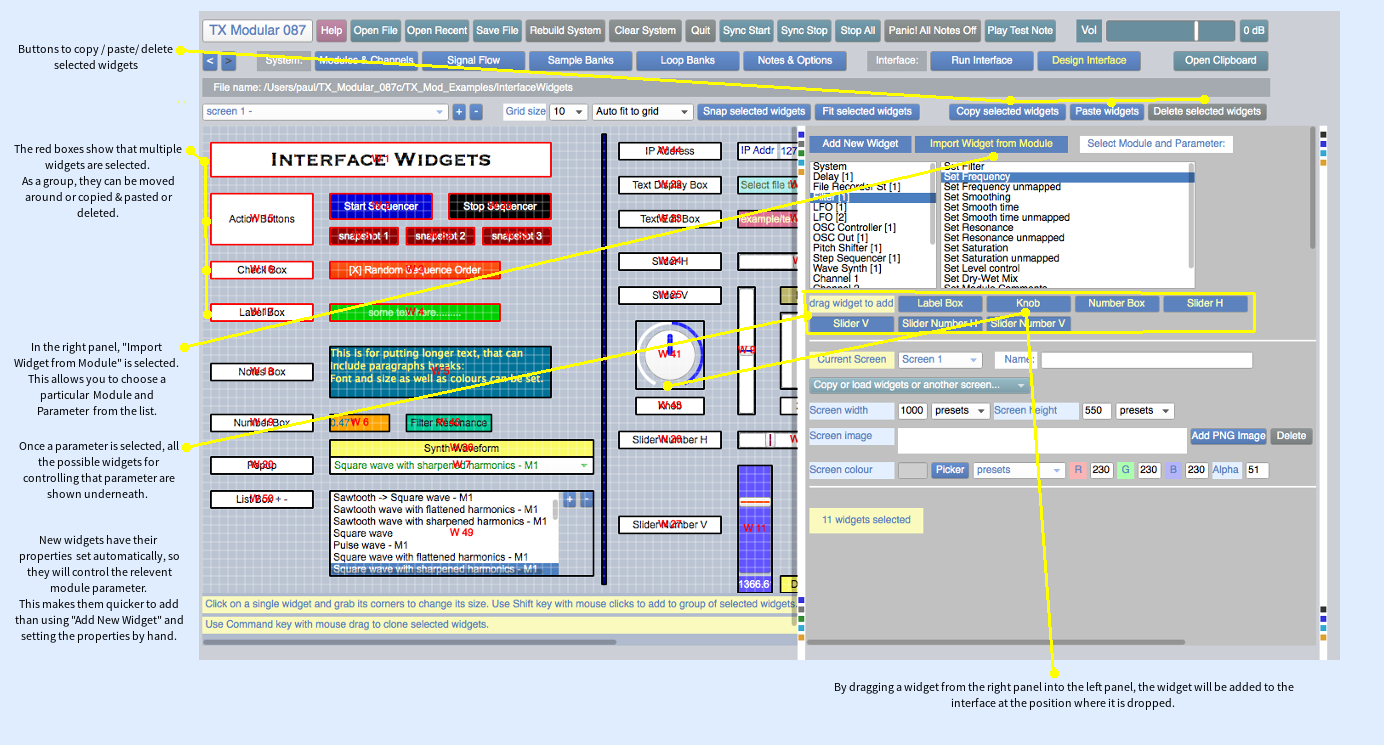 TX Modular 087 Help Open File Open Recent Save File Rebuild System Clear System Quit Sync Start Sync Stop Stop All Panic! All Notes Off Play Test Note Vol 0 dB
Buttons to copy / paste/ delete
selected widgets
< > System: Modules & Channels Signal Flow Sample Banks Loop Banks Notes & Options Interface: Run Interface Design Interface Open Clipboard
File name: /Users/paul/TX_Modular_087c/TX_Mod_Examples/InterfaceWidgets
screen 1 - + - Grid size 10 Auto fit to grid Snap selected widgets Fit selected widgets Copy selected widgets Paste widgets Delete selected widgets
The red boxes show that multiple
widgets are selected.
As a group, they can be moved
around or copied & pasted or
deleted.
In the right panel, "Import
Widget from Module" is selected.
This allows you to choose a
particular Module and
Parameter from the list.
Once a parameter is selected, all
the possible widgets for
controlling that parameter are
shown underneath.
New widgets have their
properties set automatically, so
they will control the relevent
module parameter.
This makes them quicker to add
than using "Add New Widget" and
setting the properties by hand.
INTERFACE WIDGETS
Action Buttons
Start Sequencer Stop Sequencer
snapshot 1 snapshot 2 snapshot 3
Check Box [X] Random Sequence Order
Label Box some text here.........
Notes Box
This is for putting longer text, that can
include paragraphs breaks:
Font and size as well as colours can be set.
Number Box W 6 Filter Resonance
Synth Waveform
Popup Square wave with sharpened harmonics - M1
List Box + - + -
Sawtooth -> Square wave - M1
Sawtooth wave with flattened harmonics - M1
Sawtooth wave with sharpened harmonics - M1
Square wave W 49
Pulse wave - M1
Square wave with flattened harmonics - M1
Square wave with sharpened harmonics - M1
IP Address IP Addr 127
Text Display Box Select file
Text Edit Box example/te
Slider H
Slider V
W 41
Knob
Slider Number H
Slider Number V W 11
1366.6
Click on a single widget and grab its corners to change its size. Use Shift key with mouse clicks to add to group of selected widgets.
Use Command key with mouse drag to clone selected widgets.
Add New Widget Import Widget from Module Select Module and Parameter:
System
Delay [1]
File Recorder St [1]
Filter [1]
LFO [1]
LFO [2]
OSC Controller [1]
OSC Out [1]
Pitch Shifter [1]
Step Sequencer [1]
Wave Synth [1]
Channel 1
Channel 2
Set Filter
Set Frequency
Set Frequency unmapped
Set Smoothing
Set Smooth time
Set Smooth time unmapped
Set Resonance
Set Resonance unmapped
Set Saturation
Set Saturation unmapped
Set Level control
Set Dry-Wet Mix
Set Module Comments
drag widget to add Label Box Knob Number Box Slider H
Slider V Slider Number H Slider Number V
Current Screen Screen 1 Name:
Copy or load widgets or another screen...
Screen width 1000 presets Screen height 550 presets
Screen image Add PNG Image Delete
Screen colour Picker presets R 230 G 230 B 230 Alpha 51
11 widgets selected
By dragging a widget from the right panel into the left panel, the widget will be added to the
interface at the position where it is dropped.